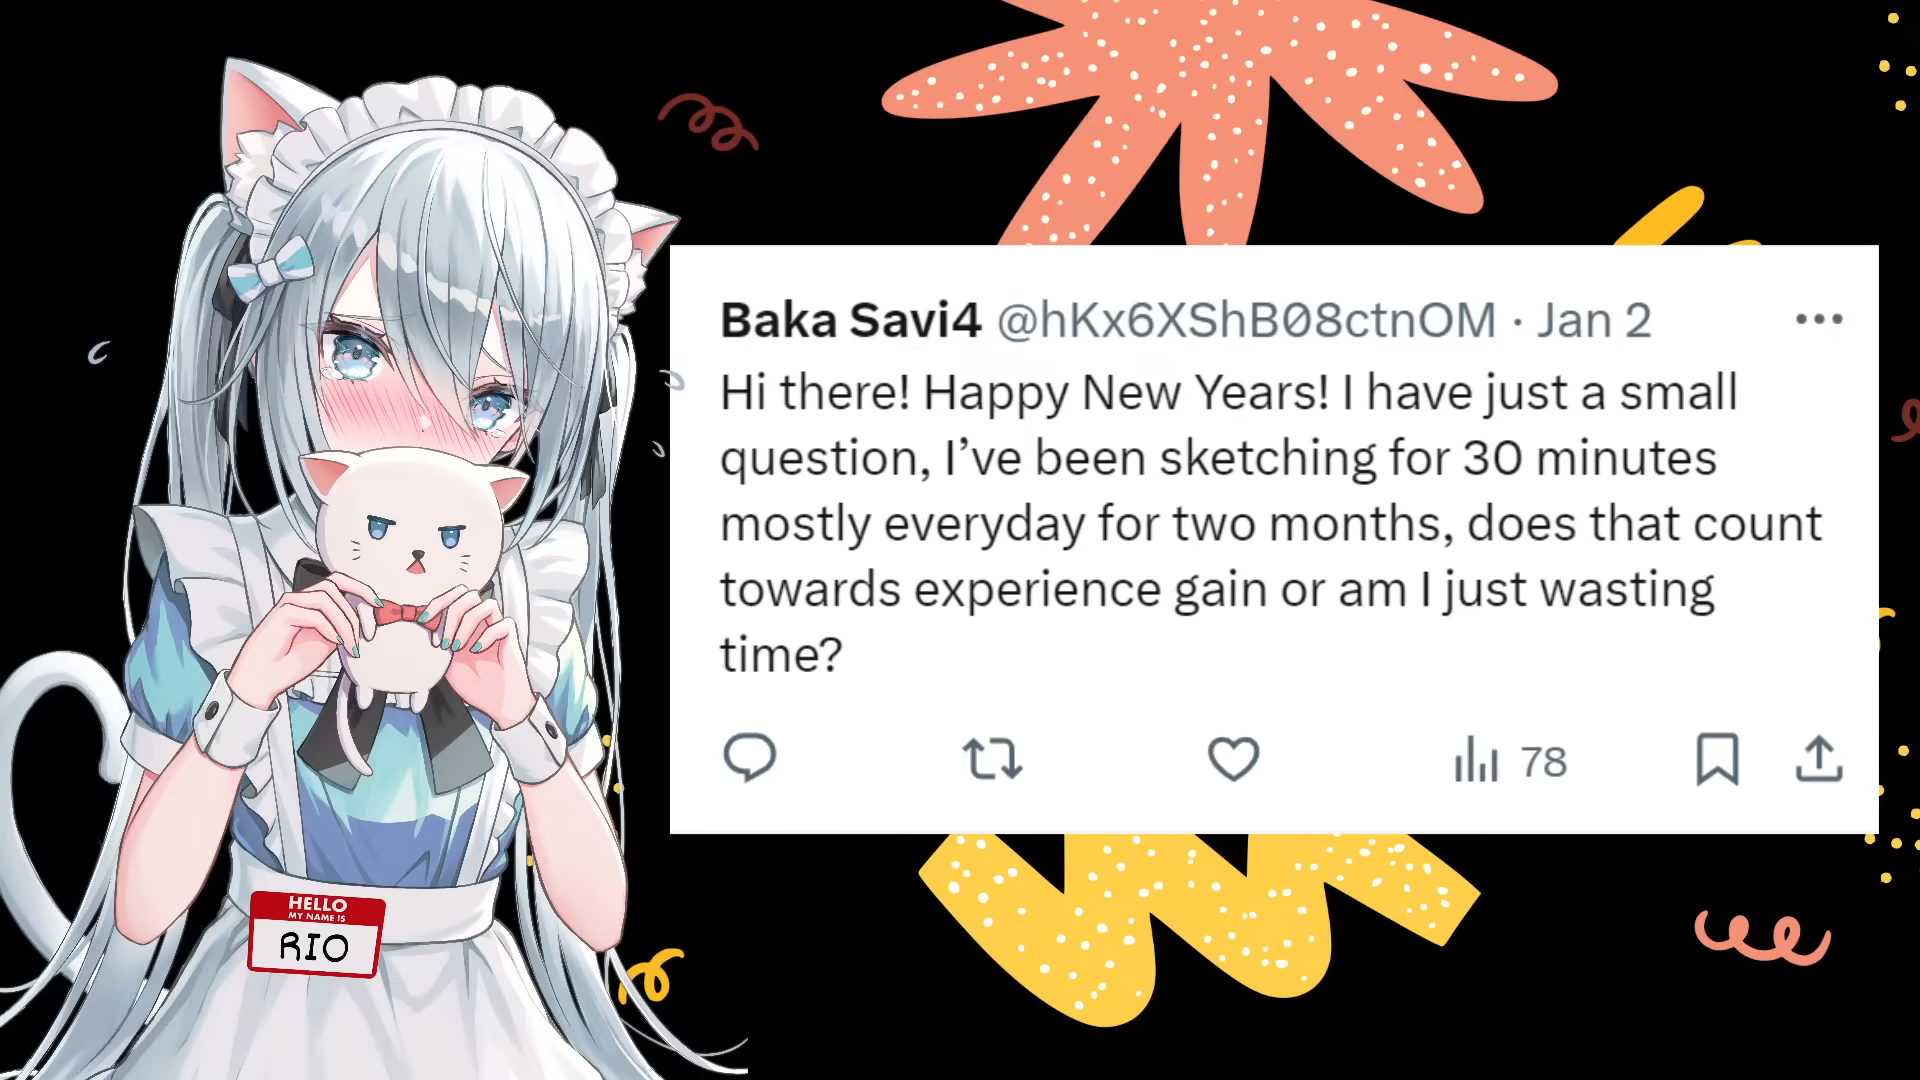 Baka Savi4 @hKx6XShB08ctnOM · Jan 2
Hi there! Happy New Years! I have just a small
question, I’ve been sketching for 30 minutes
mostly everyday for two months, does that count
towards experience gain or am I just wasting
time?
78
HELLO
MY NAME IS
RIO